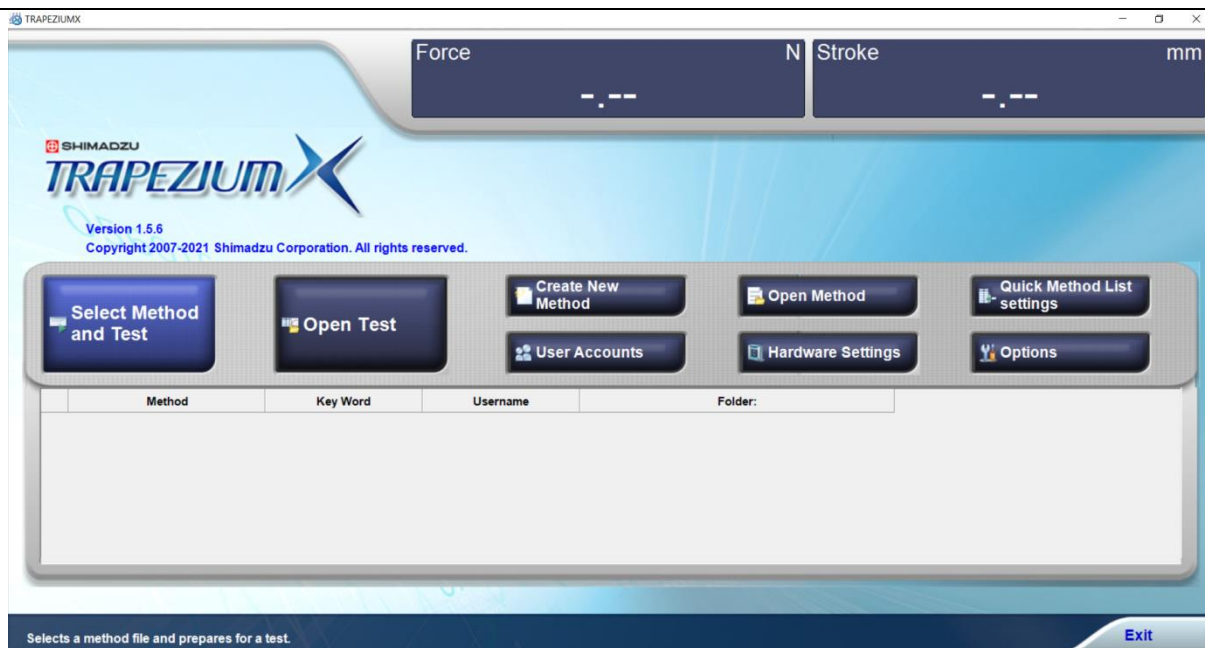 TRAPEZIUMX
Force N
-.--
Stroke mm
-.--
SHIMADZU
TRAPEZIUM X
Version 1.5.6
Copyright 2007-2021 Shimadzu Corporation. All rights reserved.
Select Method
and Test
Open Test
Create New
Method
Open Method
Quick Method List
settings
User Accounts
Hardware Settings
Options
Method Key Word Username Folder:
Selects a method file and prepares for a test.
Exit